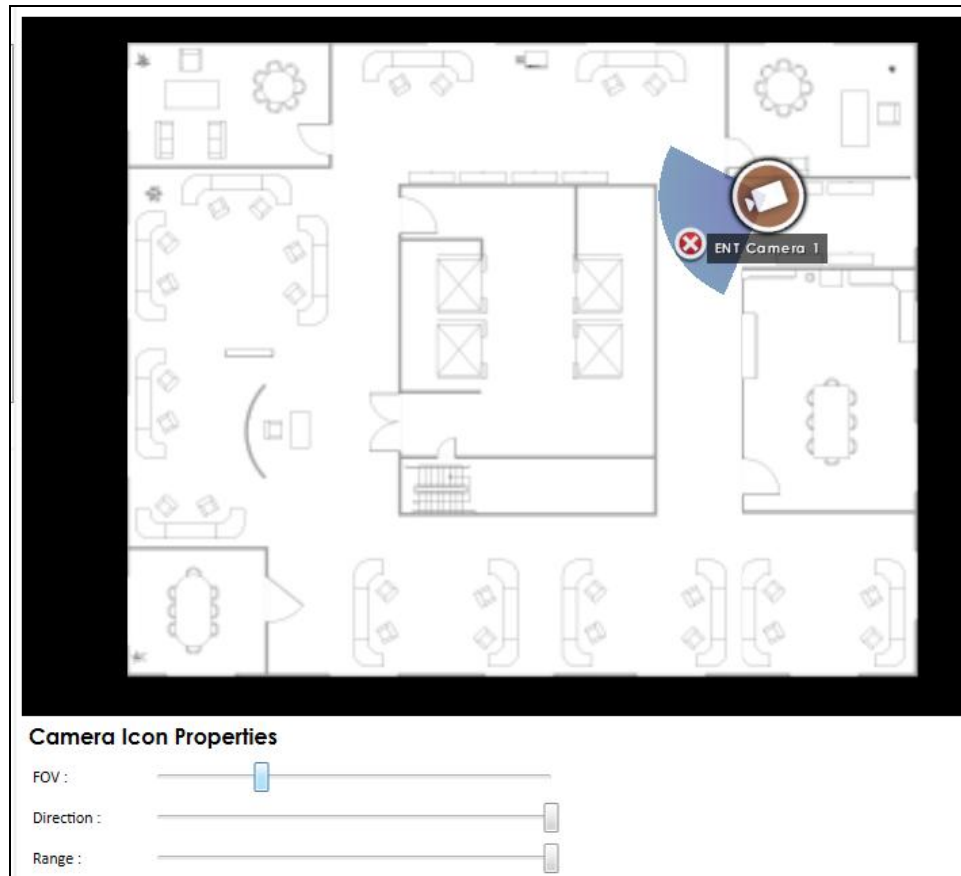 ENT Camera 1
Camera Icon Properties
FOV :
Direction :
Range :